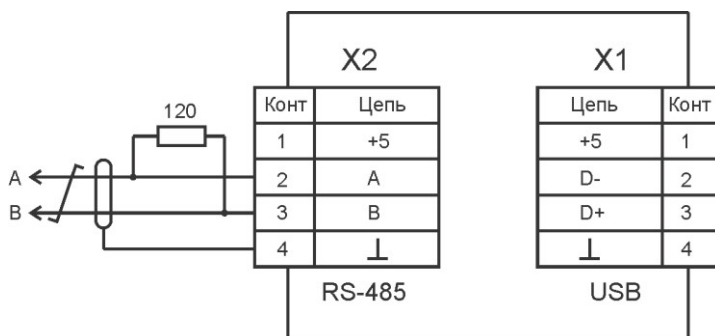 X2 X1
Конт Цепь Цепь Конт
120
1 +5 +5 1
A 2 A D- 2
B 3 B D+ 3
4 ⊥ ⊥ 4
RS-485 USB